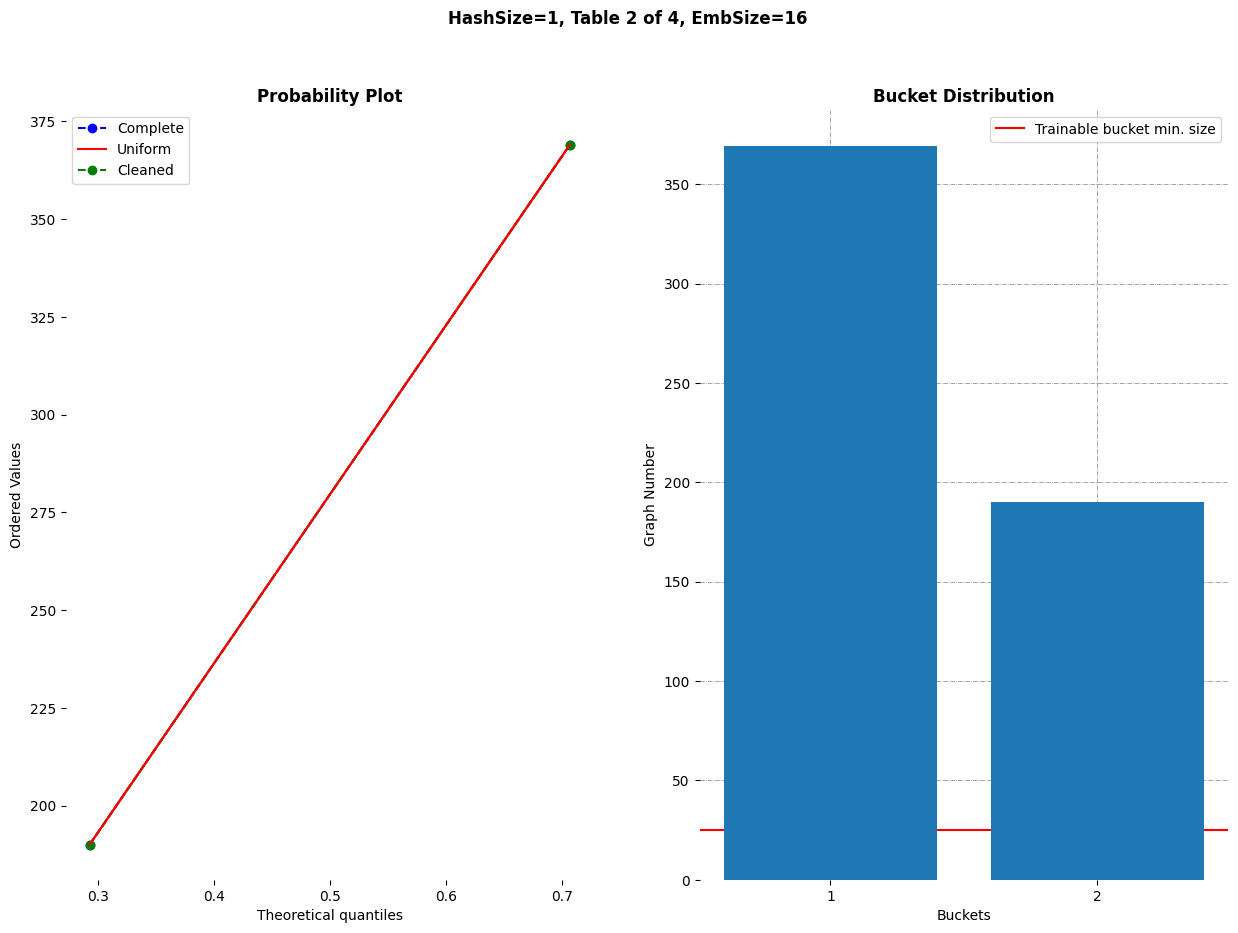 HashSize=1, Table 2 of 4, EmbSize=16
Probability Plot
Complete
Uniform
Cleaned
375
350
325
300
275
250
225
200
Ordered Values
0.3 0.4 0.5 0.6 0.7
Theoretical quantiles
Bucket Distribution
Trainable bucket min. size
350
300
250
200
150
100
50
0
Graph Number
1 2
Buckets